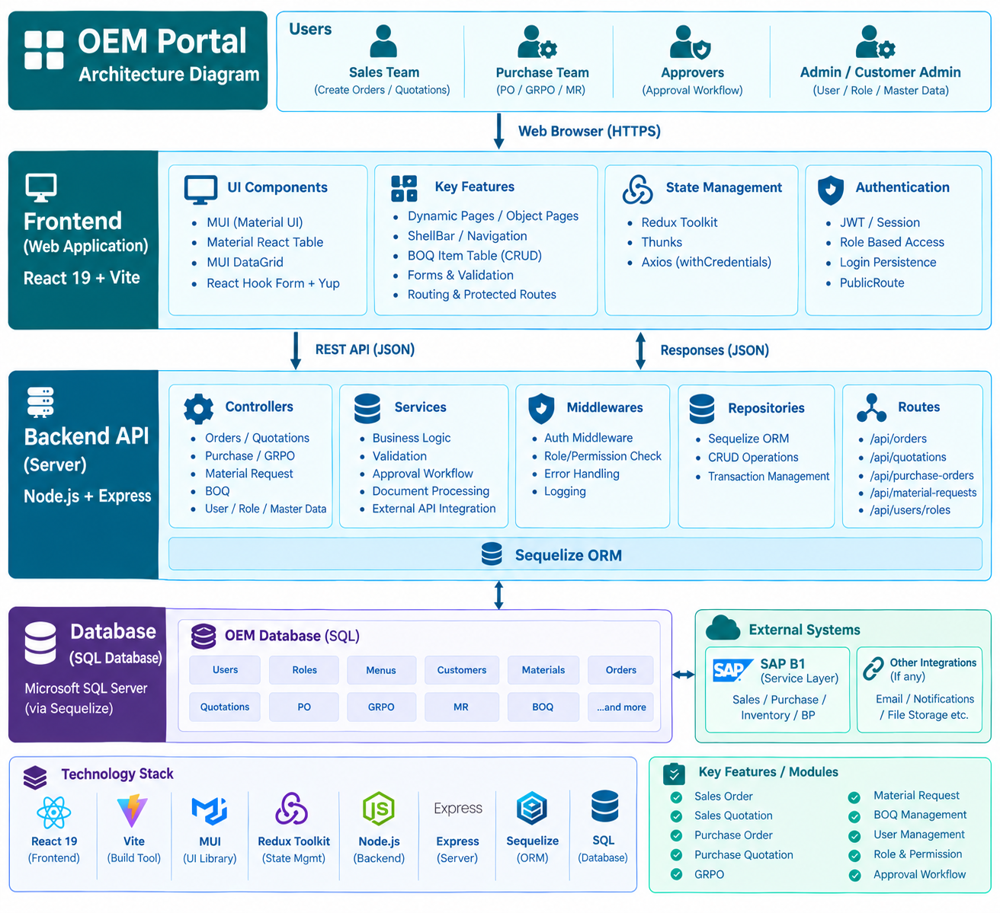 OEM Portal
Architecture Diagram
Users
Sales Team
(Create Orders / Quotations)
Purchase Team
(PO / GRPO / MR)
Approvers
(Approval Workflow)
Admin / Customer Admin
(User / Role / Master Data)
Web Browser (HTTPS)
Frontend
(Web Application)
React 19 + Vite
UI Components
• MUI (Material UI)
• Material React Table
• MUI DataGrid
• React Hook Form + Yup
Key Features
• Dynamic Pages / Object Pages
• ShellBar / Navigation
• BOQ Item Table (CRUD)
• Forms & Validation
• Routing & Protected Routes
State Management
• Redux Toolkit
• Thunks
• Axios (withCredentials)
Authentication
• JWT / Session
• Role Based Access
• Login Persistence
• PublicRoute
REST API (JSON)
Responses (JSON)
Backend API
(Server)
Node.js + Express
Controllers
• Orders / Quotations
• Purchase / GRPO
• Material Request
• BOQ
• User / Role / Master Data
Services
• Business Logic
• Validation
• Approval Workflow
• Document Processing
• External API Integration
Middlewares
• Auth Middleware
• Role/Permission Check
• Error Handling
• Logging
Repositories
• Sequelize ORM
• CRUD Operations
• Transaction Management
Routes
• /api/orders
• /api/quotations
• /api/purchase-orders
• /api/material-requests
• /api/users/roles
Sequelize ORM
Database
(SQL Database)
Microsoft SQL Server
(via Sequelize)
OEM Database (SQL)
Users
Roles
Menus
Customers
Materials
Orders
Quotations
PO
GRPO
MR
BOQ
...and more
External Systems
SAP
SAP B1
(Service Layer)
Sales / Purchase /
Inventory / BP
Other Integrations
(If any)
Email / Notifications
/ File Storage etc.
Technology Stack
React 19
(Frontend)
Vite
(Build Tool)
MUI
(UI Library)
Redux Toolkit
(State Mgmt)
JS
Node.js
(Backend)
Express
Express
(Server)
Sequelize
(ORM)
SQL
(Database)
Key Features / Modules
Sales Order
Sales Quotation
Purchase Order
Purchase Quotation
GRPO
Material Request
BOQ Management
User Management
Role & Permission
Approval Workflow